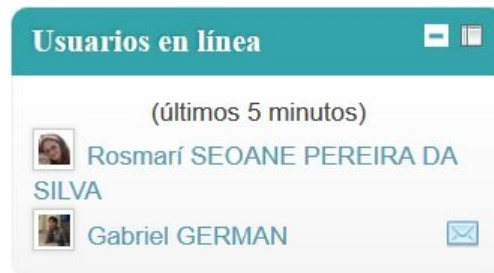 Usuarios en línea
(últimos 5 minutos)
Rosmarí SEOANE PEREIRA DA
SILVA
Gabriel GERMAN